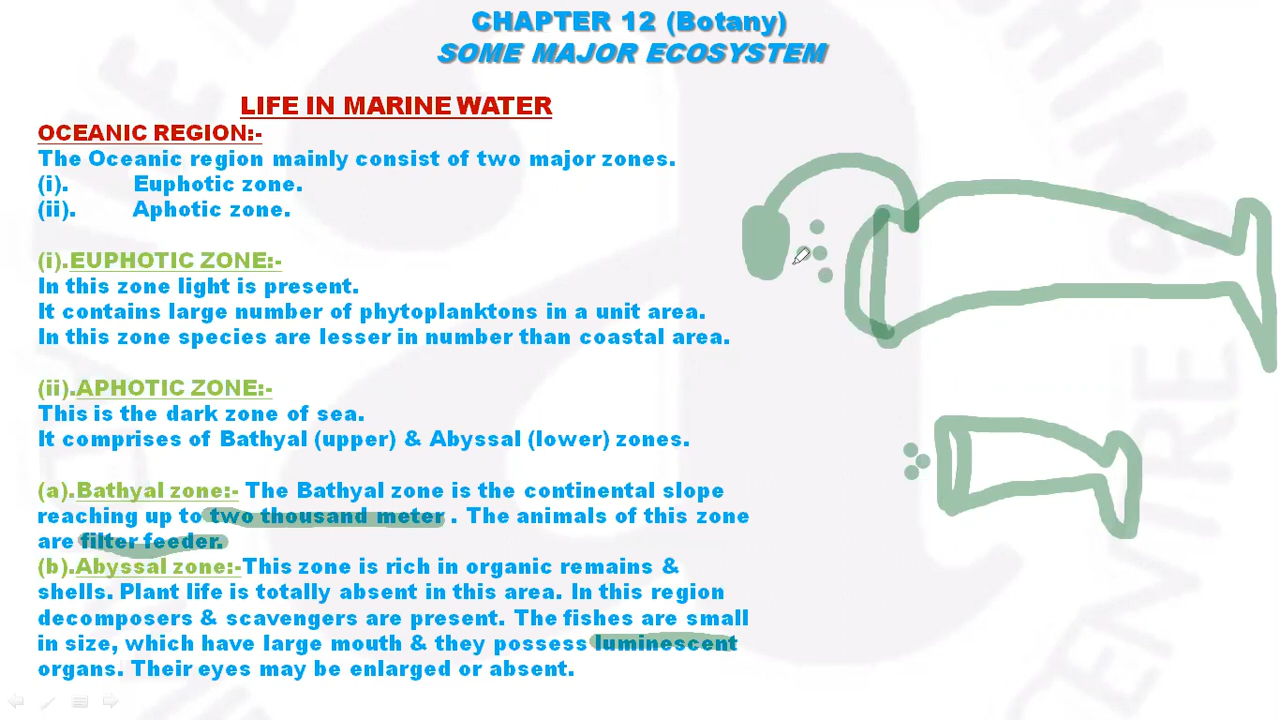 CHAPTER 12 (Botany)
SOME MAJOR ECOSYSTEM
LIFE IN MARINE WATER
OCEANIC REGION:-
The Oceanic region mainly consist of two major zones.
(i). Euphotic zone.
(ii). Aphotic zone.
(i).EUPHOTIC ZONE:-
In this zone light is present.
It contains large number of phytoplanktons in a unit area.
In this zone species are lesser in number than coastal area.
(ii).APHOTIC ZONE:-
This is the dark zone of sea.
It comprises of Bathyal (upper) & Abyssal (lower) zones.
(a).Bathyal zone:- The Bathyal zone is the continental slope
reaching up to two thousand meter . The animals of this zone
are filter feeder.
(b).Abyssal zone:-This zone is rich in organic remains &
shells. Plant life is totally absent in this area. In this region
decomposers & scavengers are present. The fishes are small
in size, which have large mouth & they possess luminescent
organs. Their eyes may be enlarged or absent.